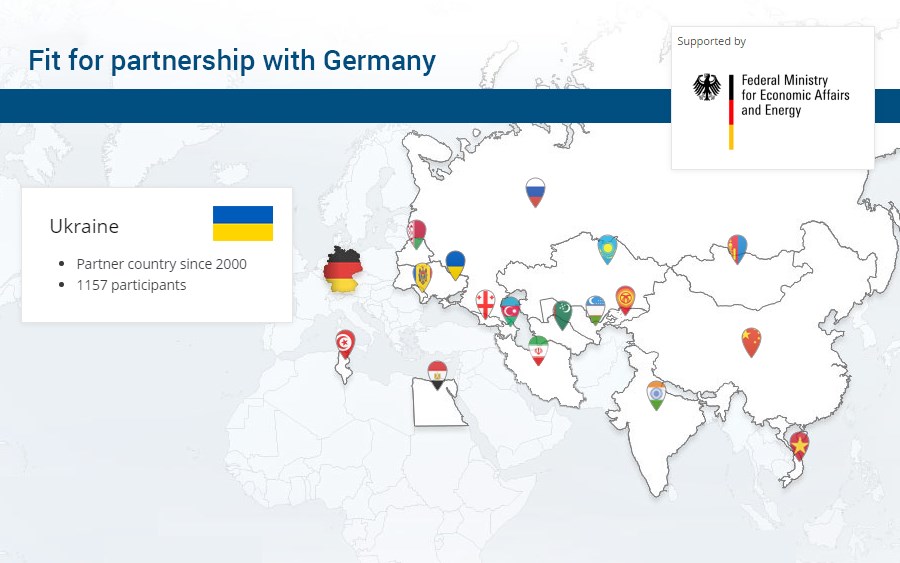 Fit for partnership with Germany
Supported by
Federal Ministry
for Economic Affairs
and Energy
Ukraine
• Partner country since 2000
• 1157 participants